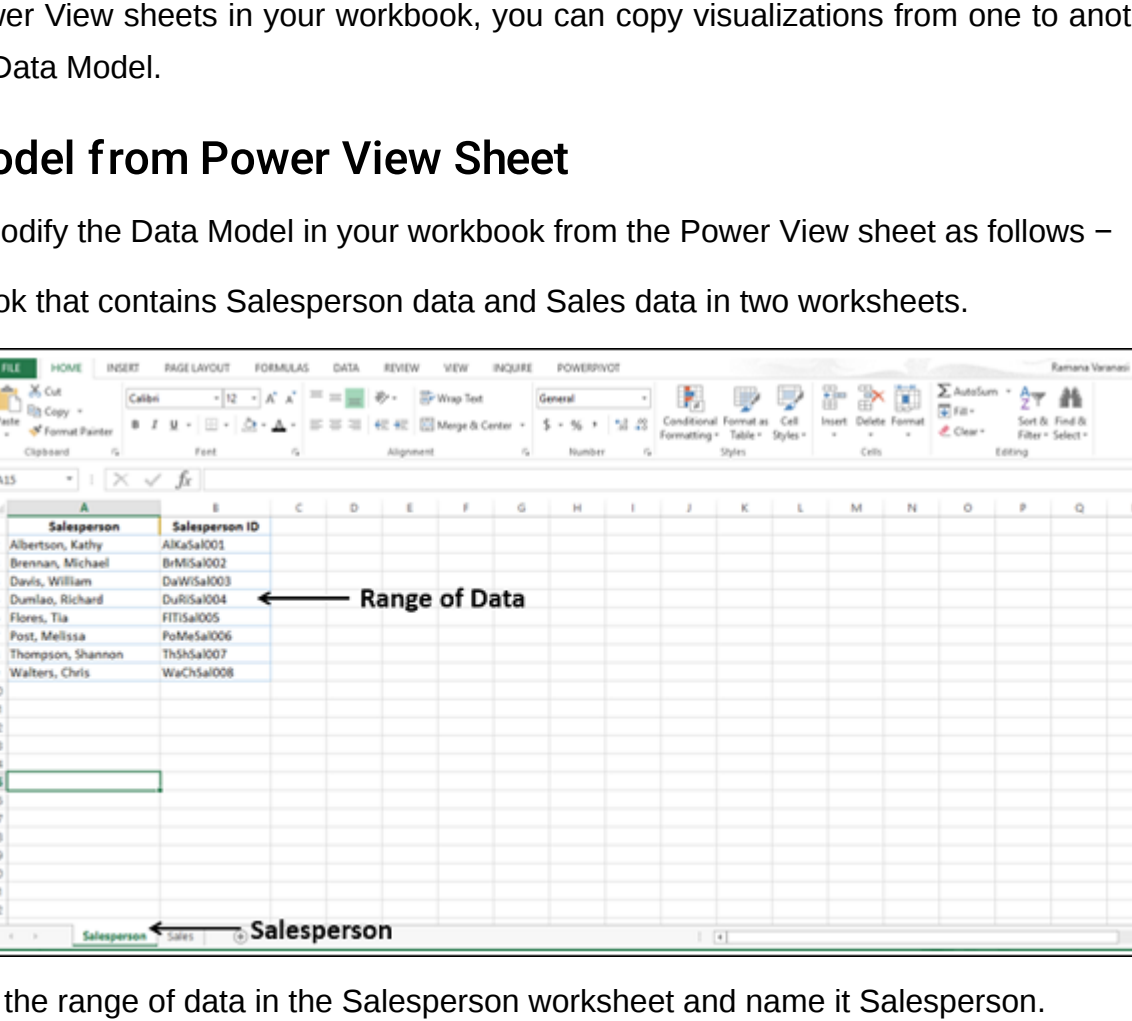 wer View sheets in your workbook, you can copy visualizations from one to anot
Data Model.
odel from Power View Sheet
odify the Data Model in your workbook from the Power View sheet as follows −
ok that contains Salesperson data and Sales data in two worksheets.
FILE HOME INSERT PAGE LAYOUT FORMULAS DATA REVIEW VIEW INQUIRE POWERPIVOT Ramana Varanasi
Cut
Copy
Format Painter
Calibri 12
Wrap Text
Merge & Center
General
Conditional Formatting Format as Table Cell Styles
Insert Delete Format
AutoSum
Fill
Clear
Sort & Filter Find & Select
Clipboard Font Alignment Number Styles Cells Editing
A15 fx
A B C D E F G H I J K L M N O P Q
Salesperson Salesperson ID
Albertson, Kathy AlKaSal001
Brennan, Michael BrMiSal002
Davis, William DaWiSal003
Dumlao, Richard DuRiSal004 Range of Data
Flores, Tia FlTiSal005
Post, Melissa PoMeSal006
Thompson, Shannon ThShSal007
Walters, Chris WaChSal008
Salesperson Sales Salesperson
the range of data in the Salesperson worksheet and name it Salesperson.